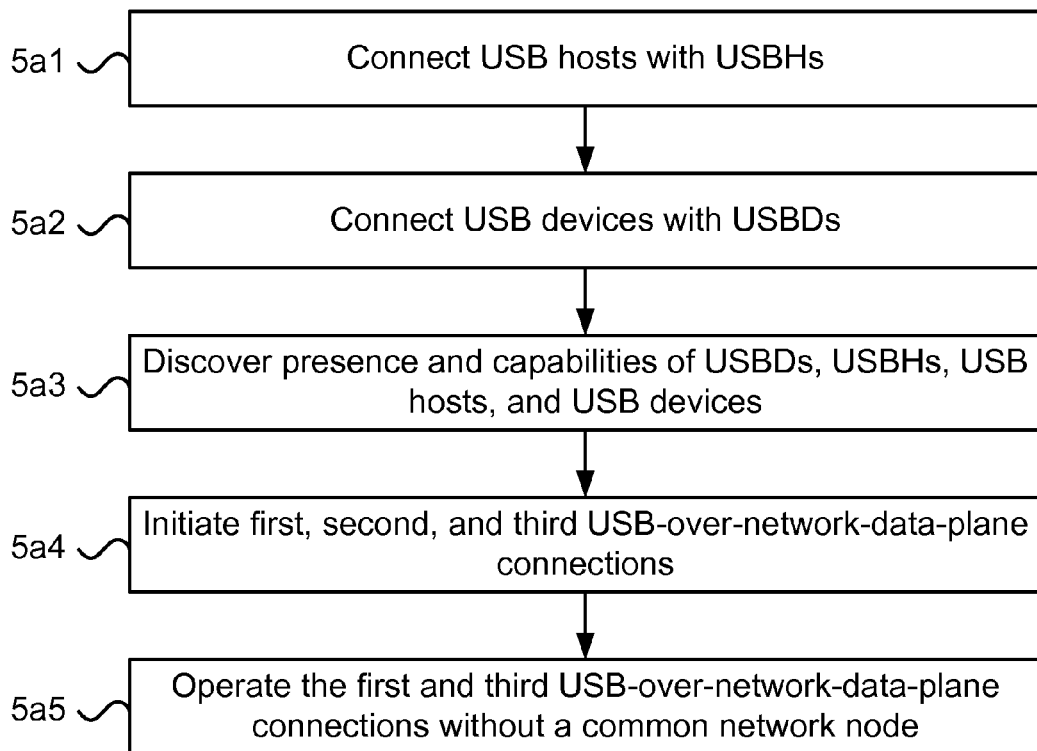 5a1
Connect USB hosts with USBHs
5a2
Connect USB devices with USBDs
5a3
Discover presence and capabilities of USBDs, USBHs, USB
hosts, and USB devices
5a4
Initiate first, second, and third USB-over-network-data-plane
connections
5a5
Operate the first and third USB-over-network-data-plane
connections without a common network node